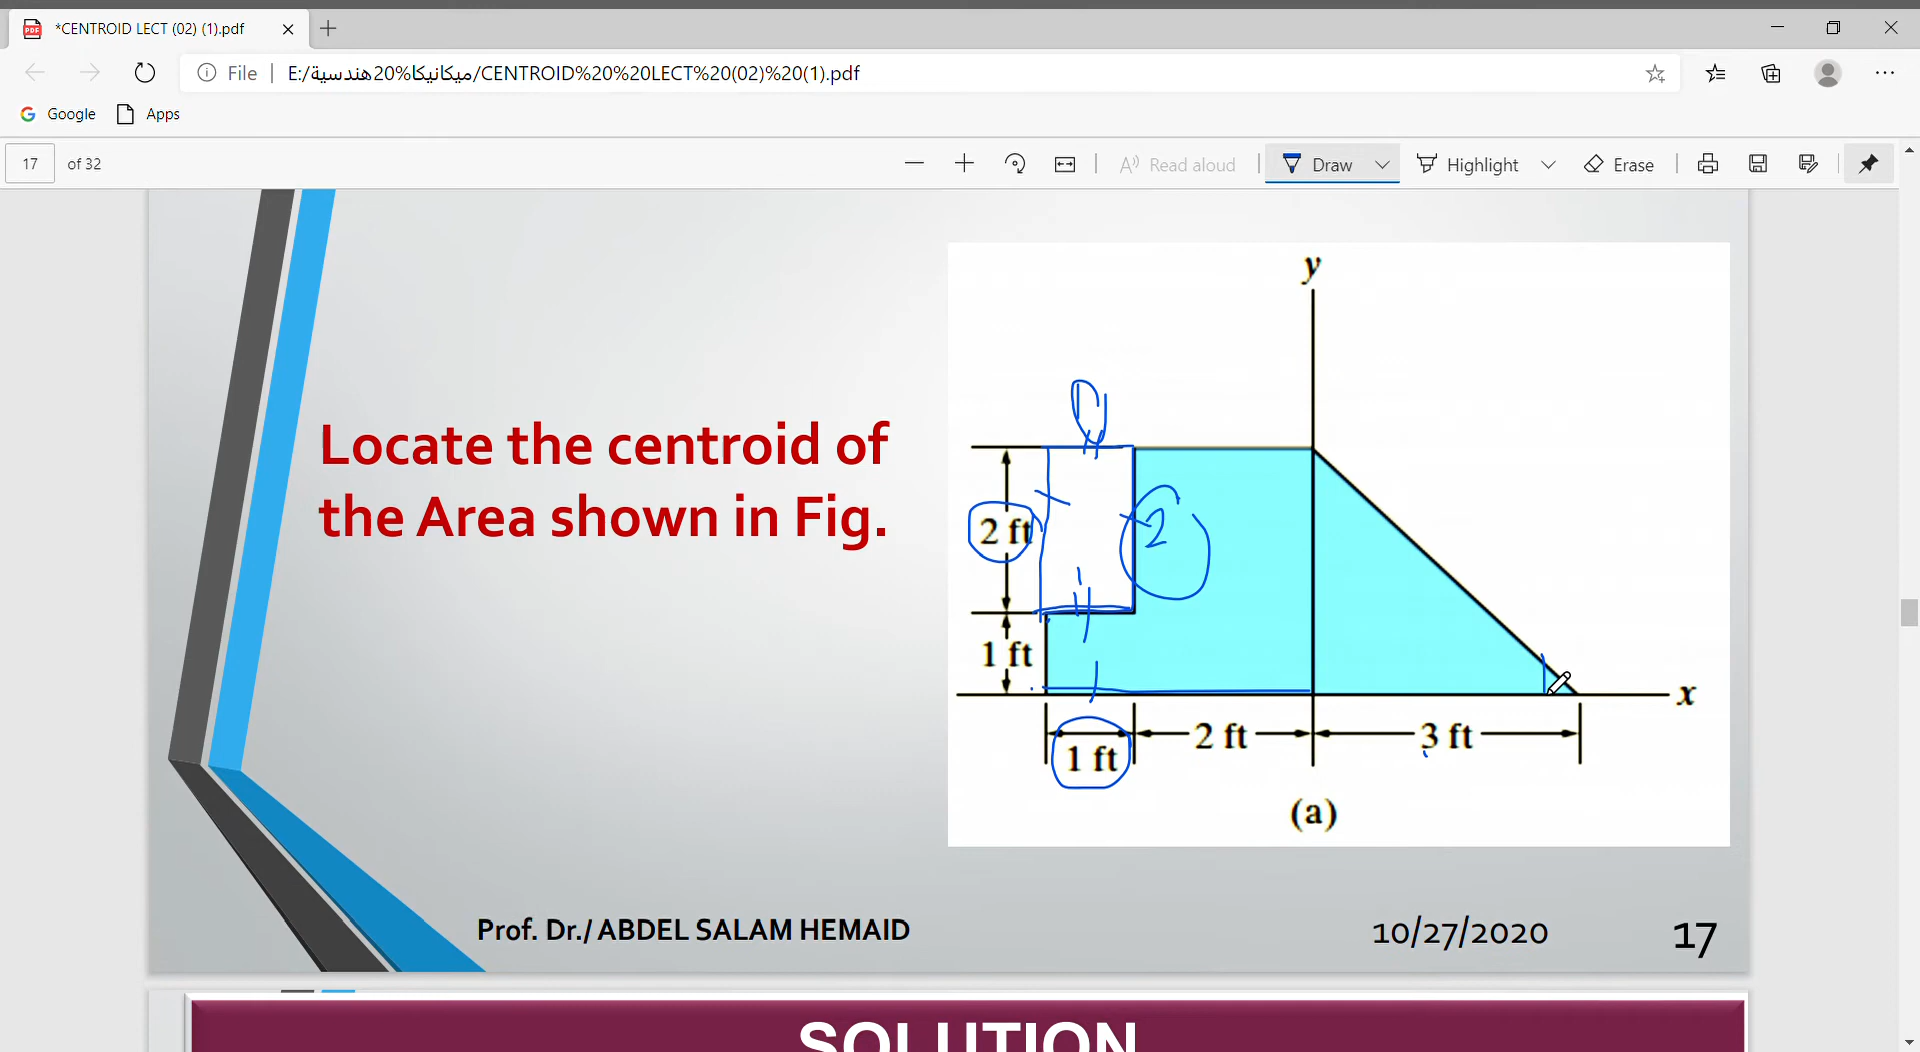 *CENTROID LECT (02) (1).pdf
File
E:/ميكانيكا%20هندسية/CENTROID%20%20LECT%20(02)%20(1).pdf
Google
Apps
17 of 32
Read aloud
Draw
Highlight
Erase
Locate the centroid of
the Area shown in Fig.
y
2 ft
2
1 ft
x
1 ft
2 ft
3 ft
(a)
Prof. Dr./ ABDEL SALAM HEMAID
10/27/2020
17
SOLUTION